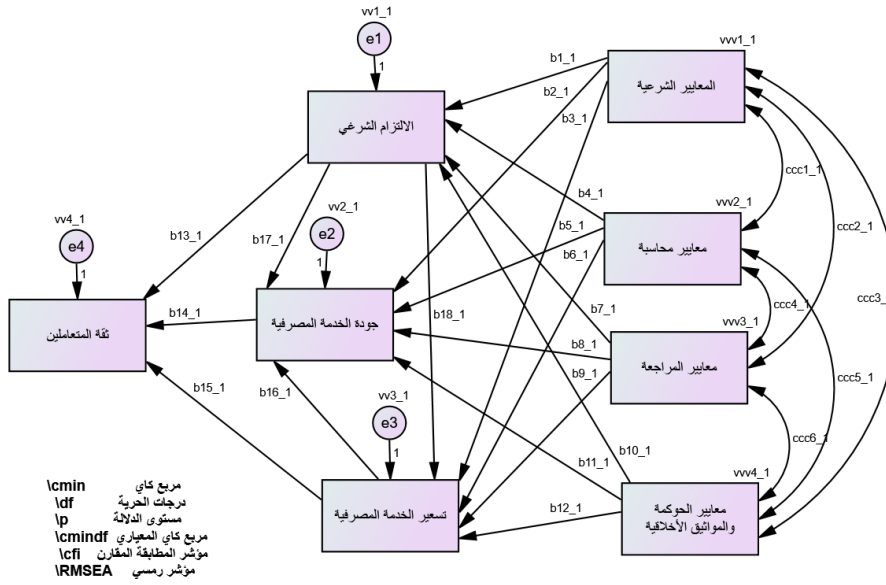 vv1_1
e1
1
vvv1_1
المعايير الشرعية
b1_1
b2_1
b3_1
الالتزام الشرغي
ccc1_1
b4_1
vvv2_1
معايير محاسبة
vv2_1
e2
1
b5_1
b6_1
ccc2_1
vv4_1
e4
1
b13_1
b17_1
ccc3_
ccc4_1
b7_1
vvv3_1
ثقة المتعاملين
b14_1
جودة الخدمة المصرفية
b18_1
b8_1
معايير المراجعة
b9_1
ccc5_1
b15_1
b16_1
vv3_1
e3
1
ccc6_1
b10_1
b11_1
vvv4_1
b12_1
معايير الحوكمة
والمواثيق الأخلاقية
تسعير الخدمة المصرفية
\cmin مربع كاي
\df درجات الحرية
\p مستوى الدلالة
\cmindf مربع كاي المعياري
\cfi مؤشر المطابقة المقارن
\RMSEA مؤشر رمسي